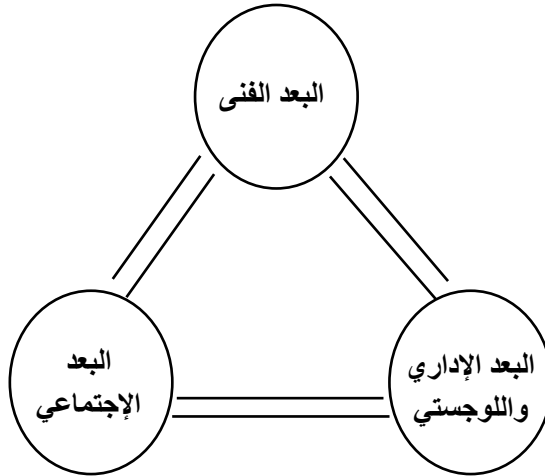 البعد الفنى
البعد الإداري
واللوجستي
البعد
الإجتماعي